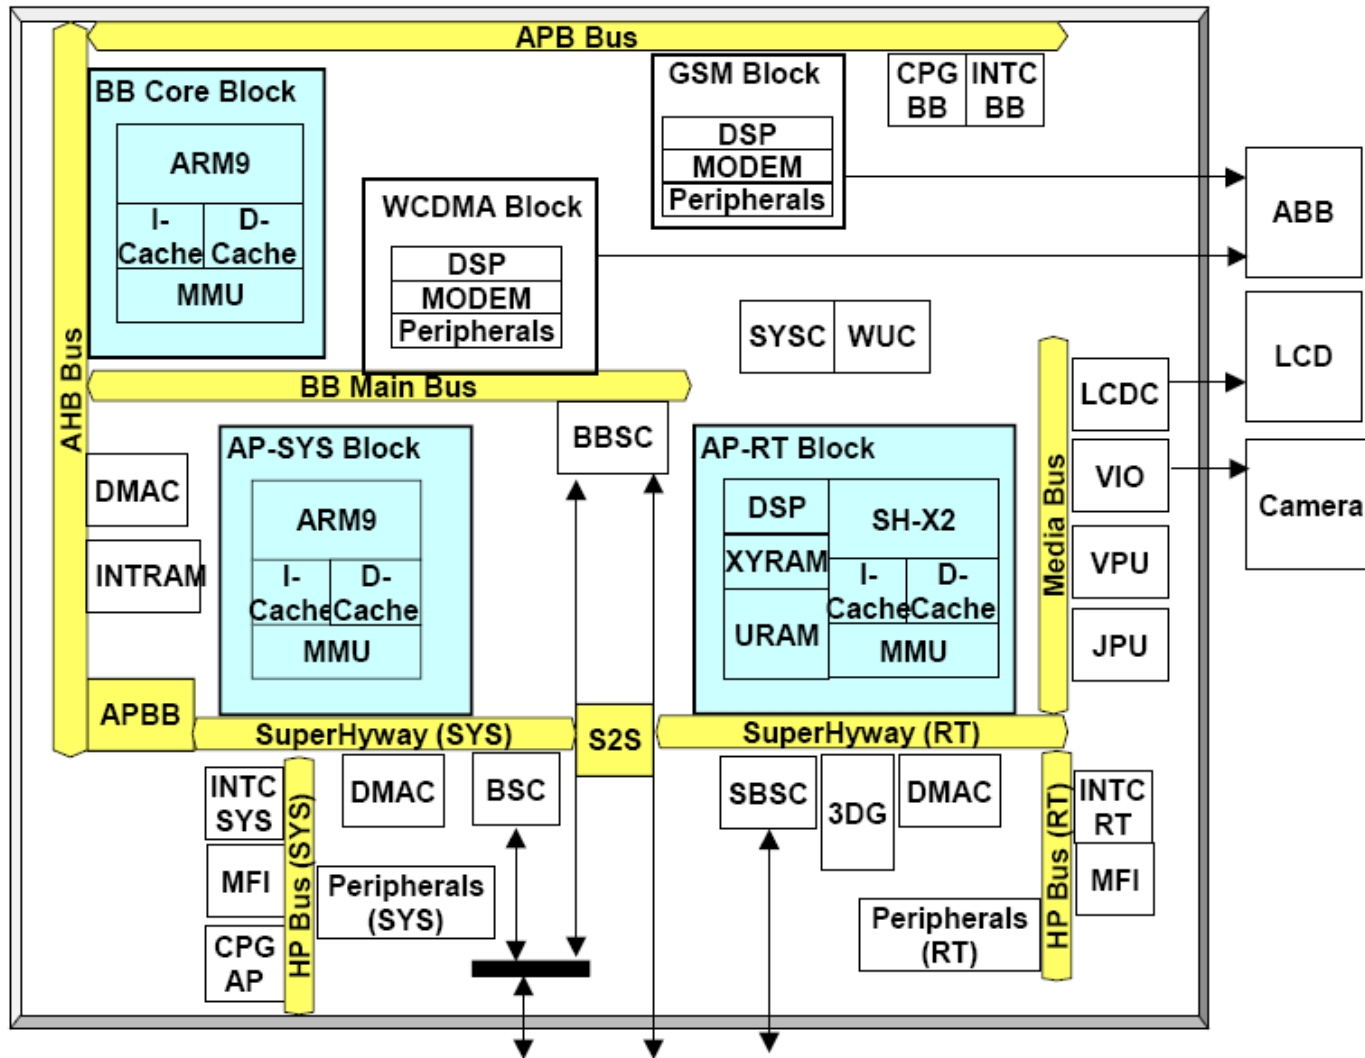 APB Bus
BB Core Block
ARM9
I-
Cache
D-
Cache
MMU
GSM Block
DSP
MODEM
Peripherals
CPG
BB
INTC
BB
WCDMA Block
DSP
MODEM
Peripherals
ABB
SYSC
WUC
LCD
AHB Bus
BB Main Bus
BBSC
LCDC
VIO
VPU
JPU
Camera
Media Bus
AP-SYS Block
ARM9
I-
Cache
D-
Cache
MMU
AP-RT Block
DSP
XYRAM
URAM
SH-X2
I-
Cache
D-
Cache
MMU
DMAC
INTRAM
APBB
SuperHyway (SYS)
S2S
SuperHyway (RT)
INTC
SYS
MFI
CPG
AP
HP Bus (SYS)
DMAC
BSC
Peripherals
(SYS)
SBSC
3DG
DMAC
Peripherals
(RT)
HP Bus (RT)
INTC
RT
MFI